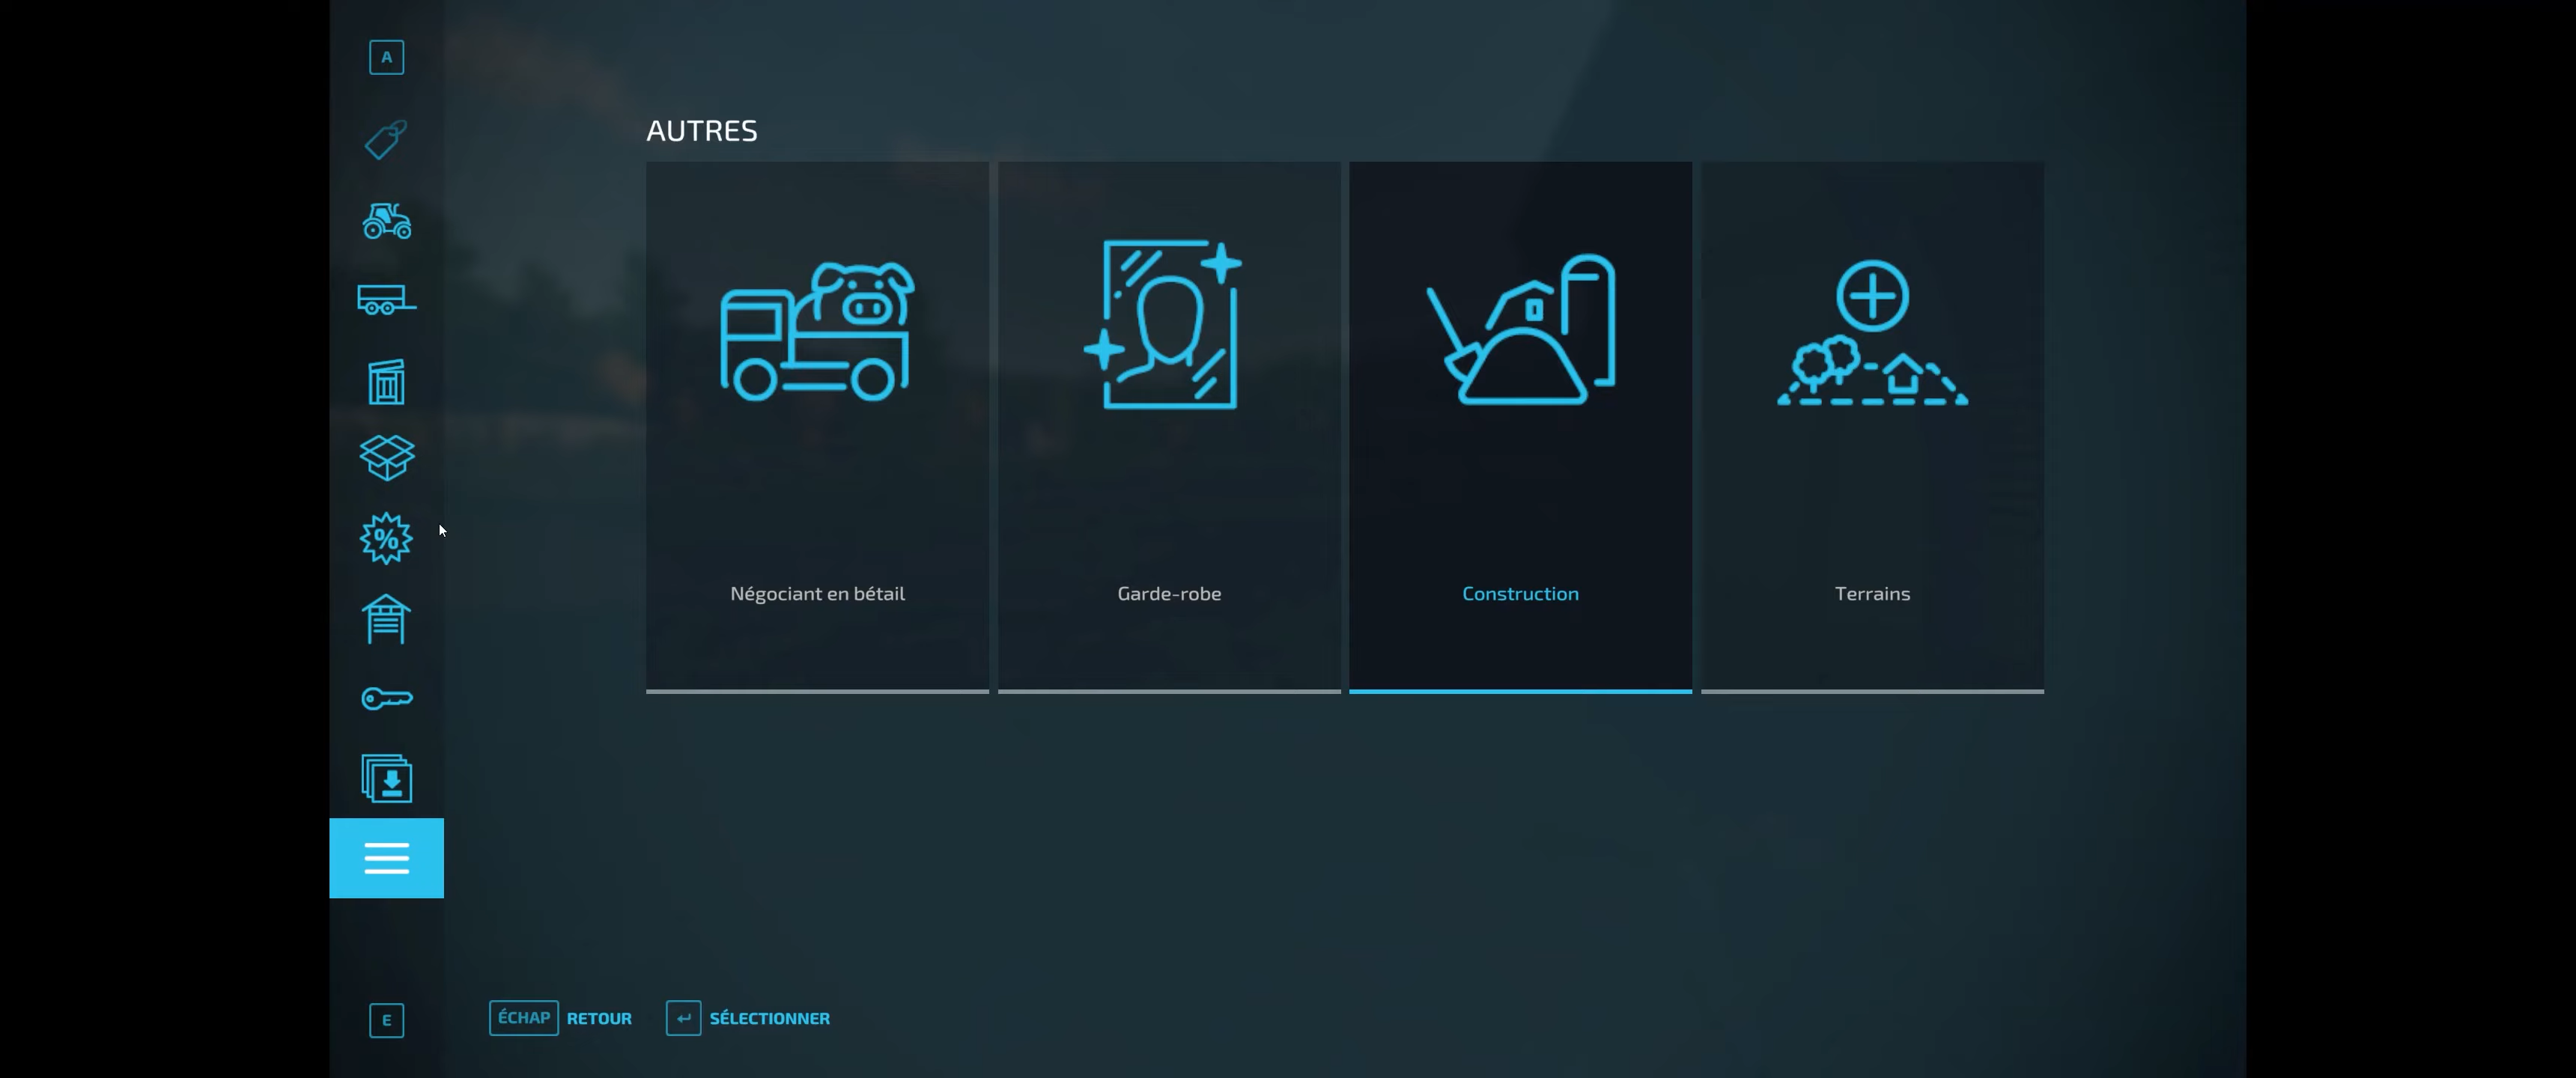 A
AUTRES
%
Négociant en bétail
Garde-robe
Construction
Terrains
E
ÉCHAP RETOUR
SÉLECTIONNER